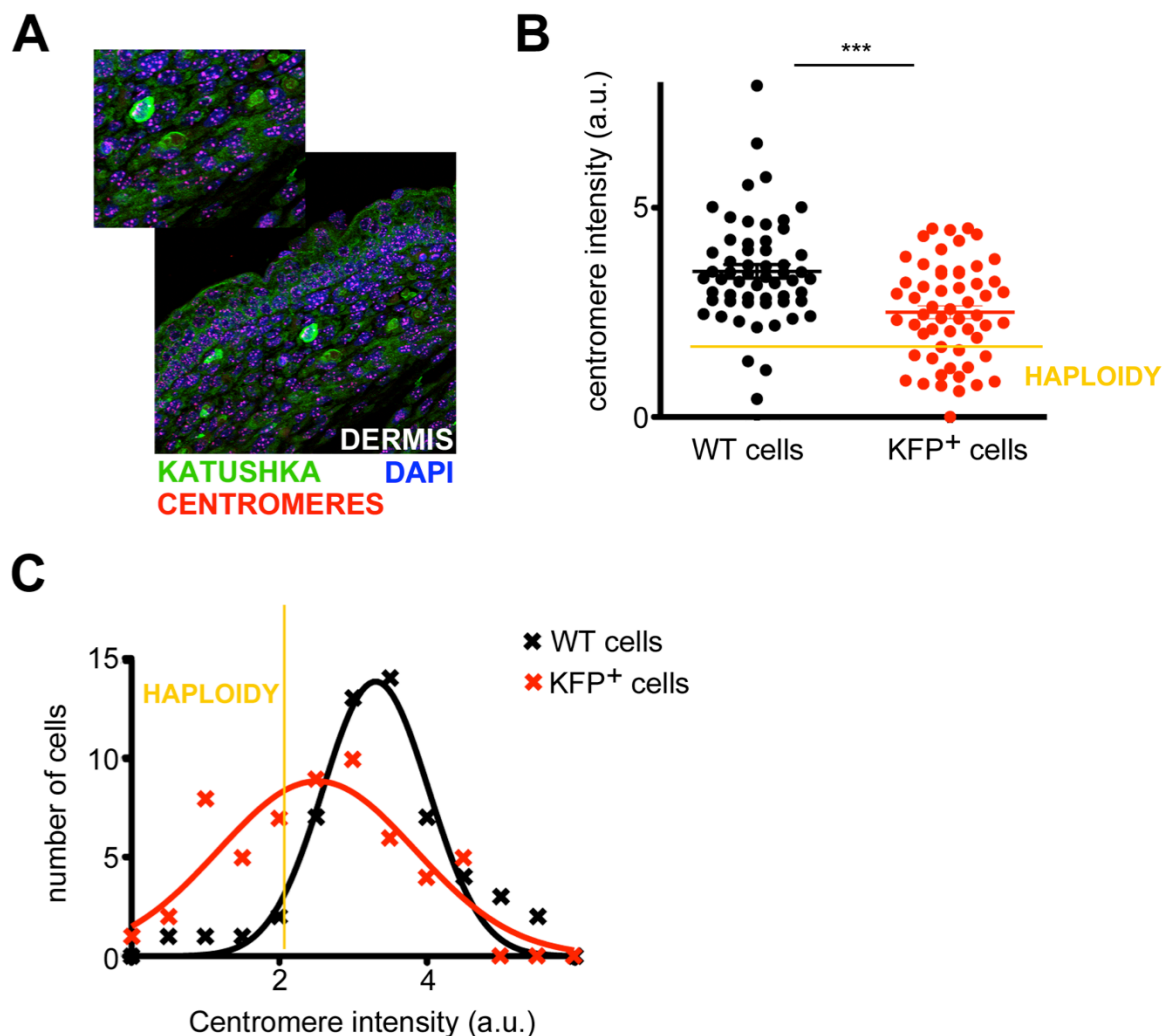 A
DERMIS
KATUSHKA DAPI
CENTROMERES
B
***
centromere intensity (a.u.)
5
0
HAPLOIDY
WT cells
KFP+ cells
C
WT cells
KFP+ cells
HAPLOIDY
number of cells
15
10
5
0
2
4
Centromere intensity (a.u.)